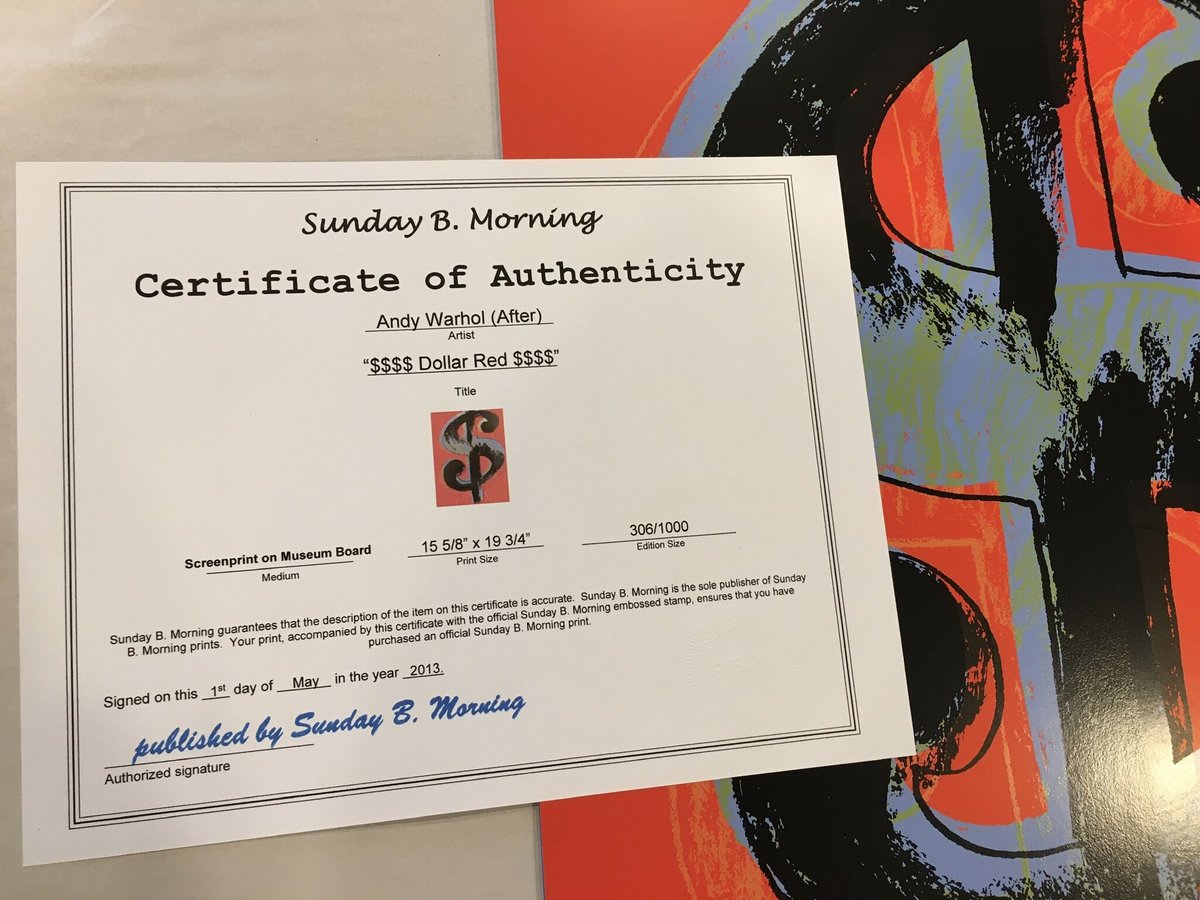 Sunday B. Morning
Certificate of Authenticity
Andy Warhol (After)
Artist
“$$$$ Dollar Red $$$$”
Title
Screenprint on Museum Board
Medium
15 5/8” x 19 3/4”
Print Size
306/1000
Edition Size
Sunday B. Morning guarantees that the description of the item on this certificate is accurate. Sunday B. Morning is the sole publisher of Sunday
B. Morning prints. Your print, accompanied by this certificate with the official Sunday B. Morning embossed stamp, ensures that you have
purchased an official Sunday B. Morning print.
Signed on this 1st day of May in the year 2013.
published by Sunday B. Morning
Authorized signature